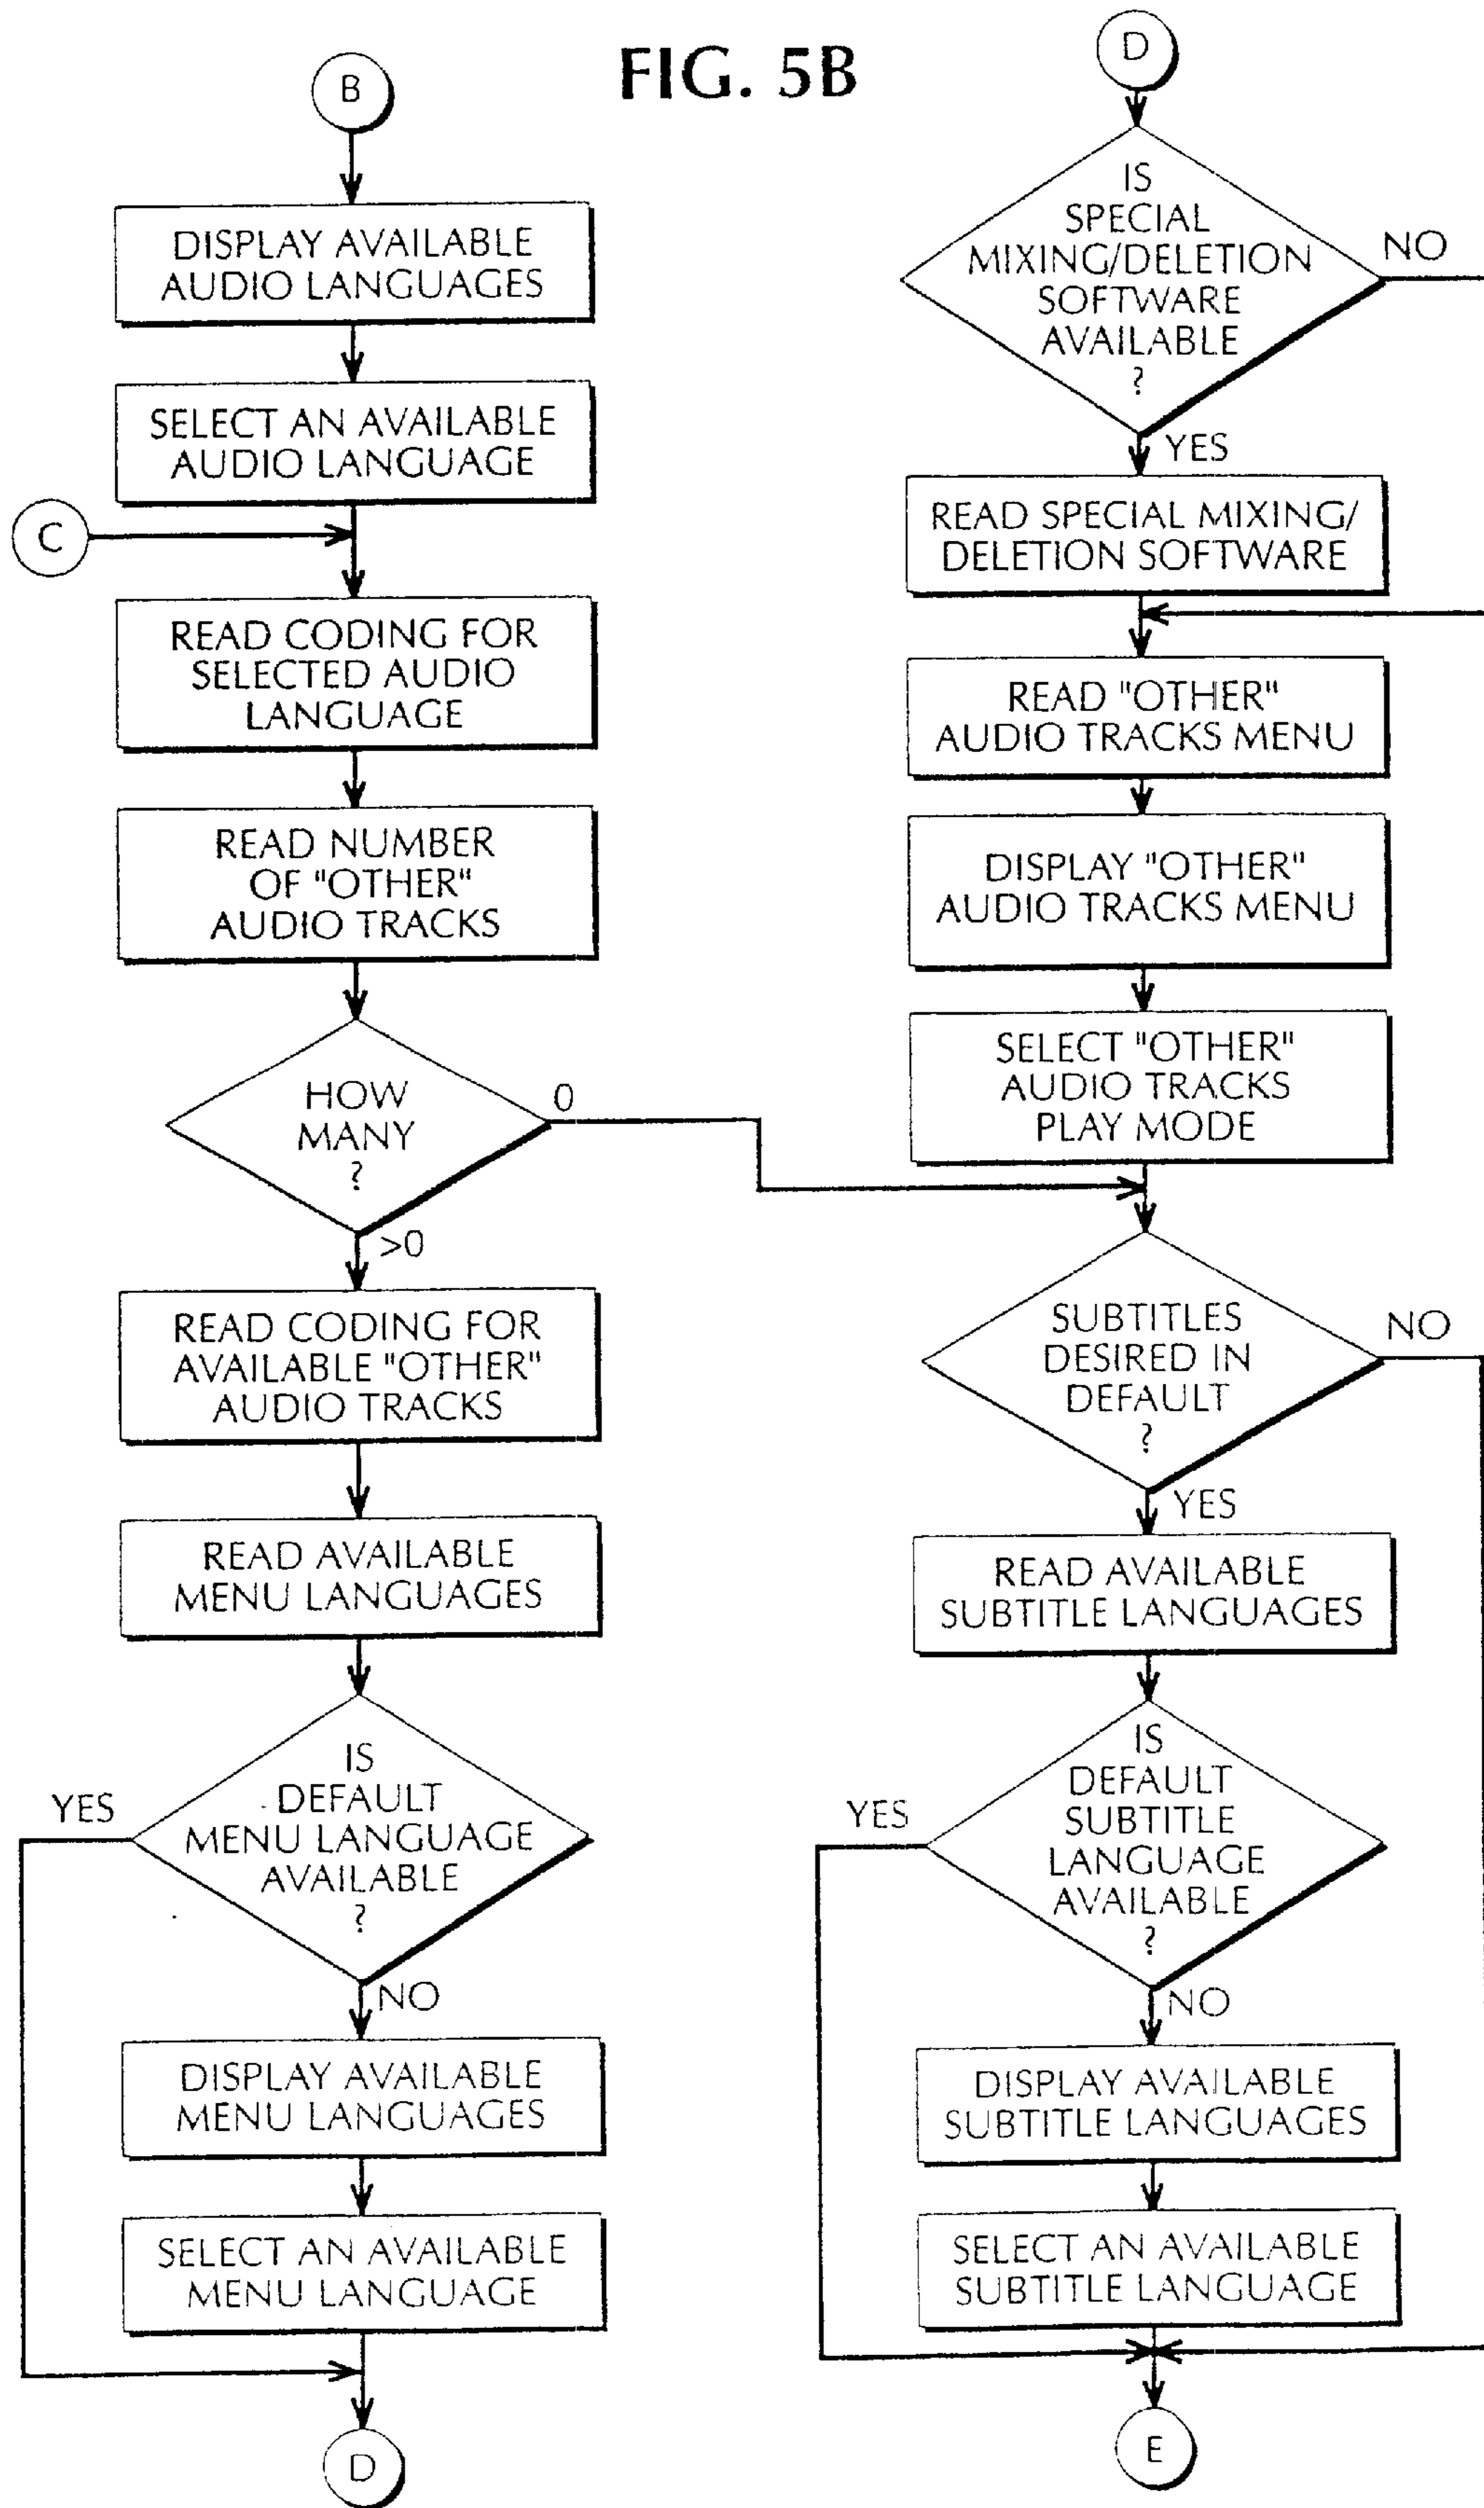 FIG. 5B
B
DISPLAY AVAILABLE
AUDIO LANGUAGES
SELECT AN AVAILABLE
AUDIO LANGUAGE
C
READ CODING FOR
SELECTED AUDIO
LANGUAGE
READ NUMBER
OF "OTHER"
AUDIO TRACKS
HOW
MANY
?
0
>0
READ CODING FOR
AVAILABLE "OTHER"
AUDIO TRACKS
READ AVAILABLE
MENU LANGUAGES
IS
DEFAULT
MENU LANGUAGE
AVAILABLE
?
YES
NO
DISPLAY AVAILABLE
MENU LANGUAGES
SELECT AN AVAILABLE
MENU LANGUAGE
D
D
IS
SPECIAL
MIXING/DELETION
SOFTWARE
AVAILABLE
?
NO
YES
READ SPECIAL MIXING/
DELETION SOFTWARE
READ "OTHER"
AUDIO TRACKS MENU
DISPLAY "OTHER"
AUDIO TRACKS MENU
SELECT "OTHER"
AUDIO TRACKS
PLAY MODE
SUBTITLES
DESIRED IN
DEFAULT
?
NO
YES
READ AVAILABLE
SUBTITLE LANGUAGES
IS
DEFAULT
SUBTITLE
LANGUAGE
AVAILABLE
?
YES
NO
DISPLAY AVAILABLE
SUBTITLE LANGUAGES
SELECT AN AVAILABLE
SUBTITLE LANGUAGE
E